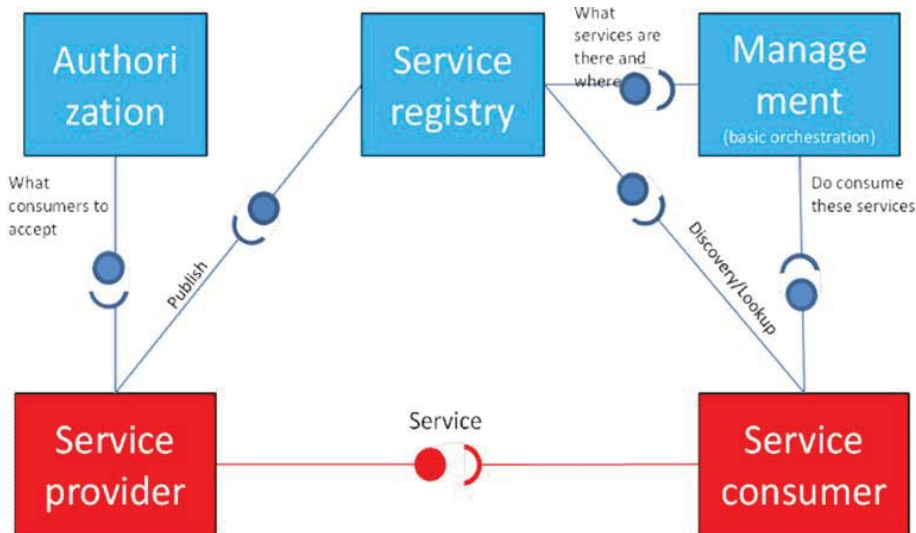 Authori
zation
Service
registry
What
services are
there and
where
Manage
ment
(basic orchestration)
What
consumers to
accept
Publish
Discovery/Lookup
Do consume
these services
Service
provider
Service
Service
consumer